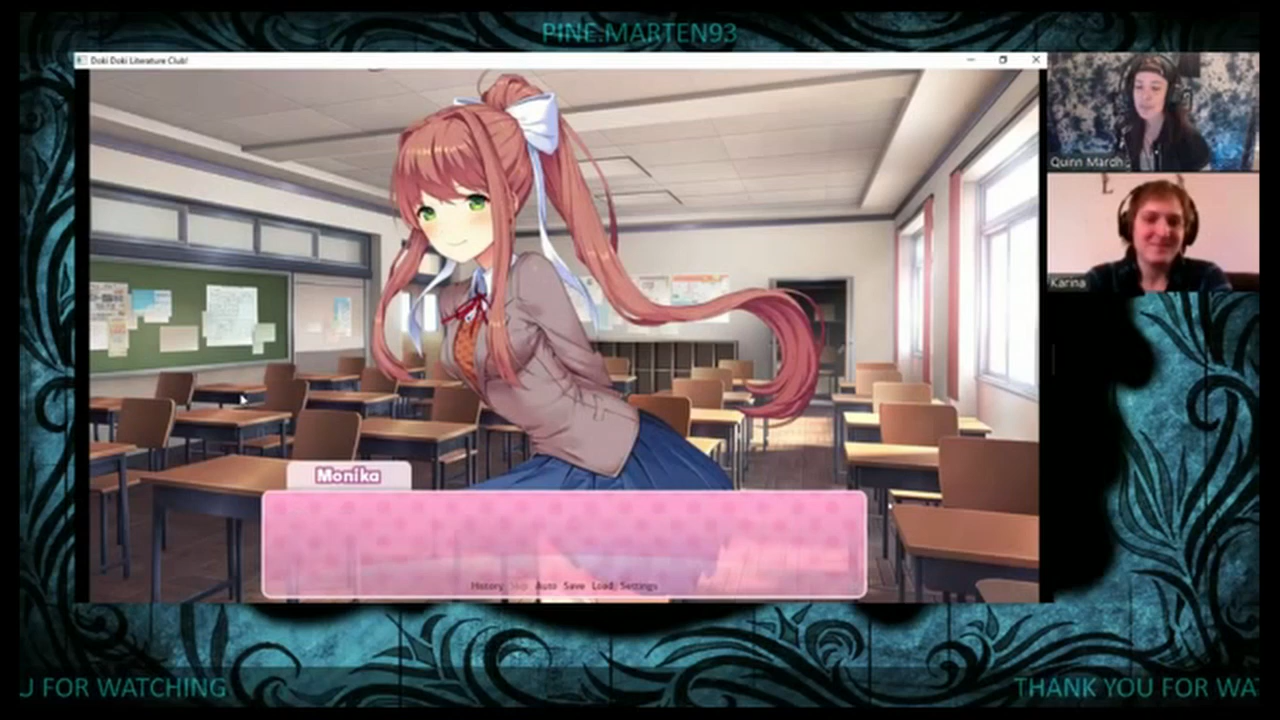 PINE.MARTEN93
Doki Doki Literature Club!
Quinn March
Karina
Monika
History Skip Auto Save Load Settings
U FOR WATCHING
THANK YOU FOR WAT